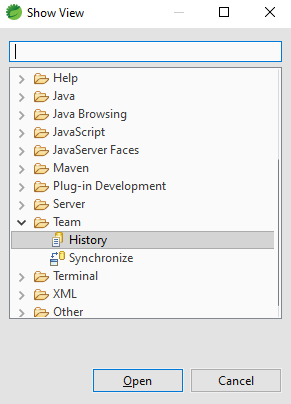 Show View
Help
Java
Java Browsing
JavaScript
JavaServer Faces
Maven
Plug-in Development
Server
Team
History
Synchronize
Terminal
XML
Other
Open Cancel